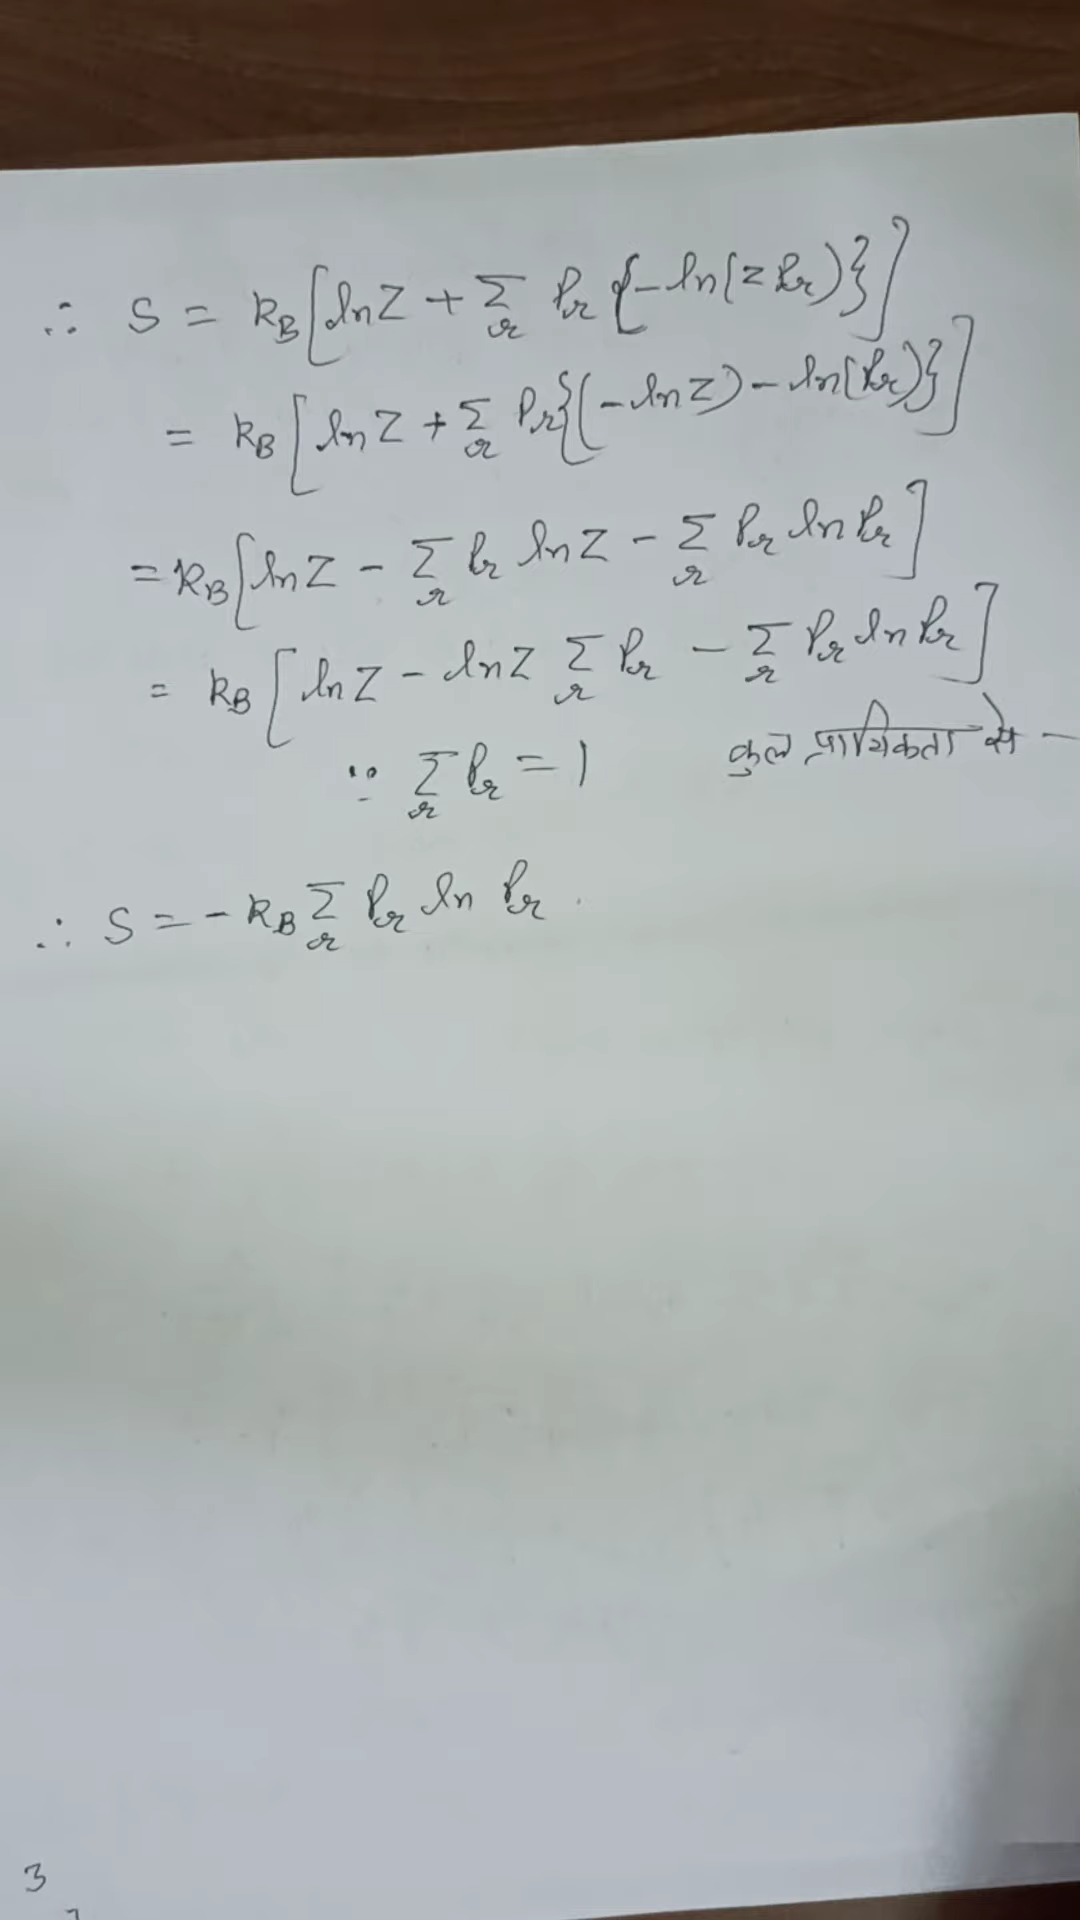 ∴ S = k_B [ln Z + Σ_r P_r {-ln(Z P_r)}]
= k_B [ln Z + Σ_r P_r {(-ln Z) - ln(P_r)}]
= k_B [ln Z - Σ_r P_r ln Z - Σ_r P_r ln P_r]
= k_B [ln Z - ln Z Σ_r P_r - Σ_r P_r ln P_r]
∵ Σ_r P_r = 1 कुल प्रायिकता से -
∴ S = - k_B Σ_r P_r ln P_r .
3